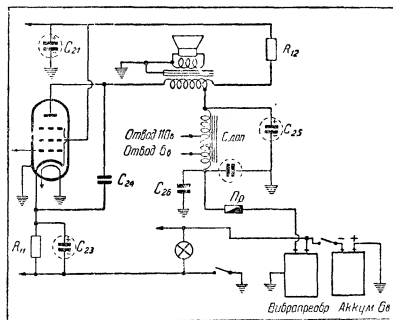 C21
R12
Отвод 110в
Отвод 6в
Сдоп
C25
C24
C26
Пр
R11
C23
- +
Вибропреобр Аккум 6в